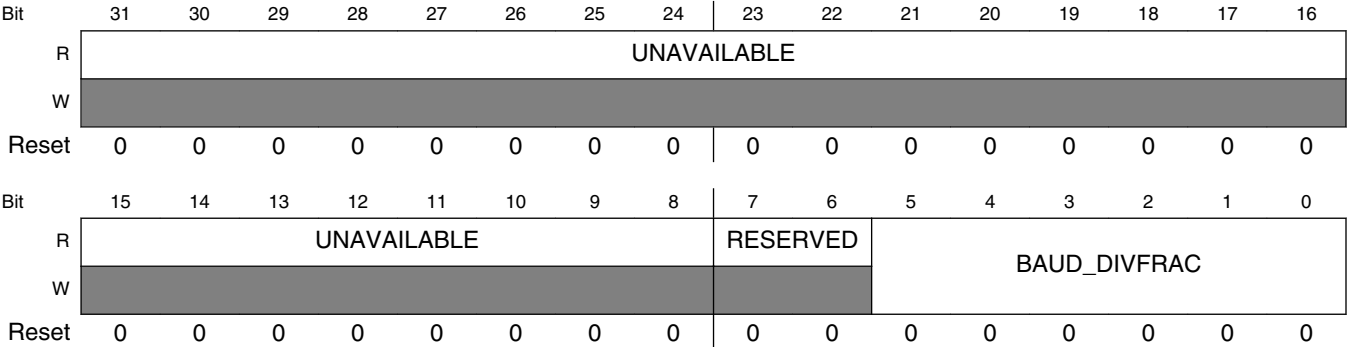 Bit 31 30 29 28 27 26 25 24 23 22 21 20 19 18 17 16
R UNAVAILABLE
W
Reset 0 0 0 0 0 0 0 0 0 0 0 0 0 0 0 0
Bit 15 14 13 12 11 10 9 8 7 6 5 4 3 2 1 0
R UNAVAILABLE RESERVED
BAUD_DIVFRAC
W
Reset 0 0 0 0 0 0 0 0 0 0 0 0 0 0 0 0